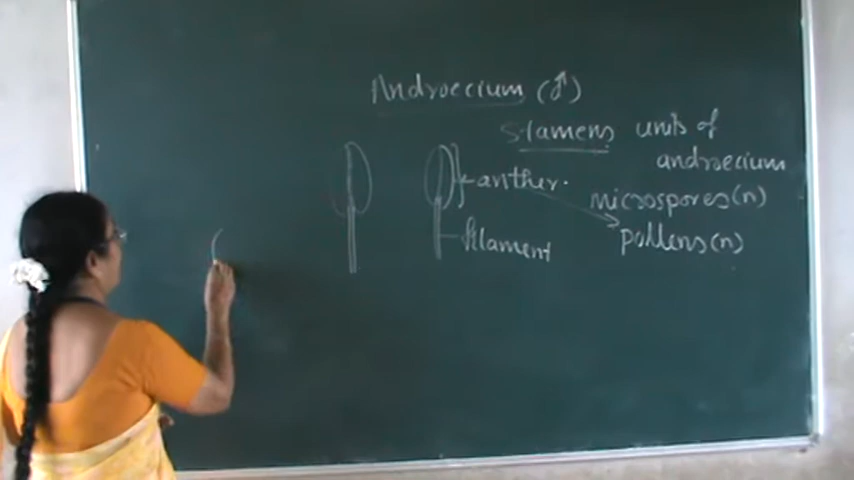 Androecium (♂)
stamens units of
androecium
anther.
microspores(n)
pollens(n)
filament